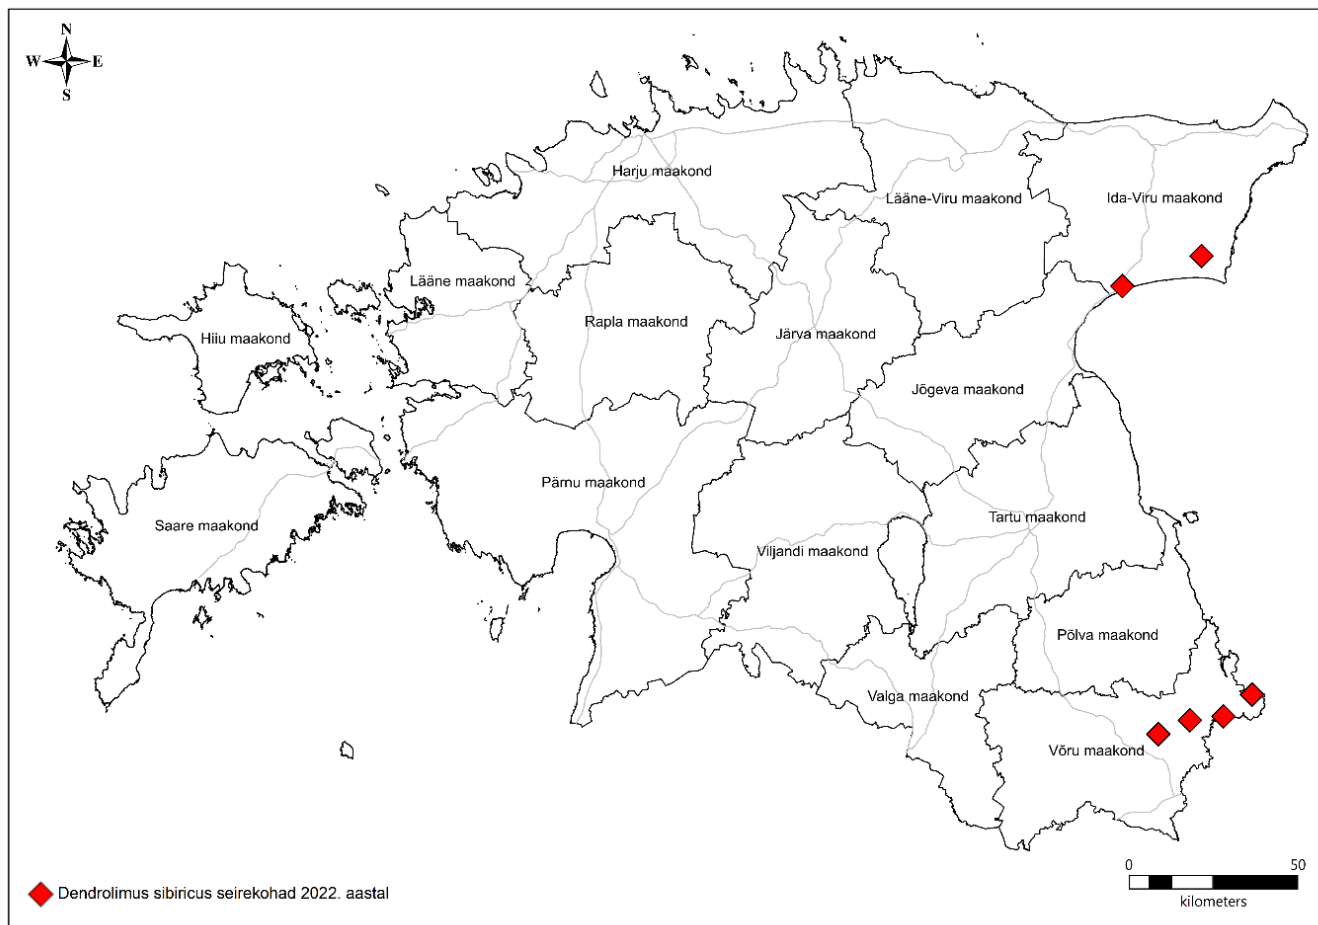 N
W E
S
Harju maakond
Lääne-Viru maakond
Ida-Viru maakond
Lääne maakond
Hiiu maakond
Rapla maakond
Järva maakond
Jõgeva maakond
Pärnu maakond
Saare maakond
Tartu maakond
Viljandi maakond
Põlva maakond
Valga maakond
Võru maakond
0 50
kilometers
Dendrolimus sibiricus seirekohad 2022. aastal